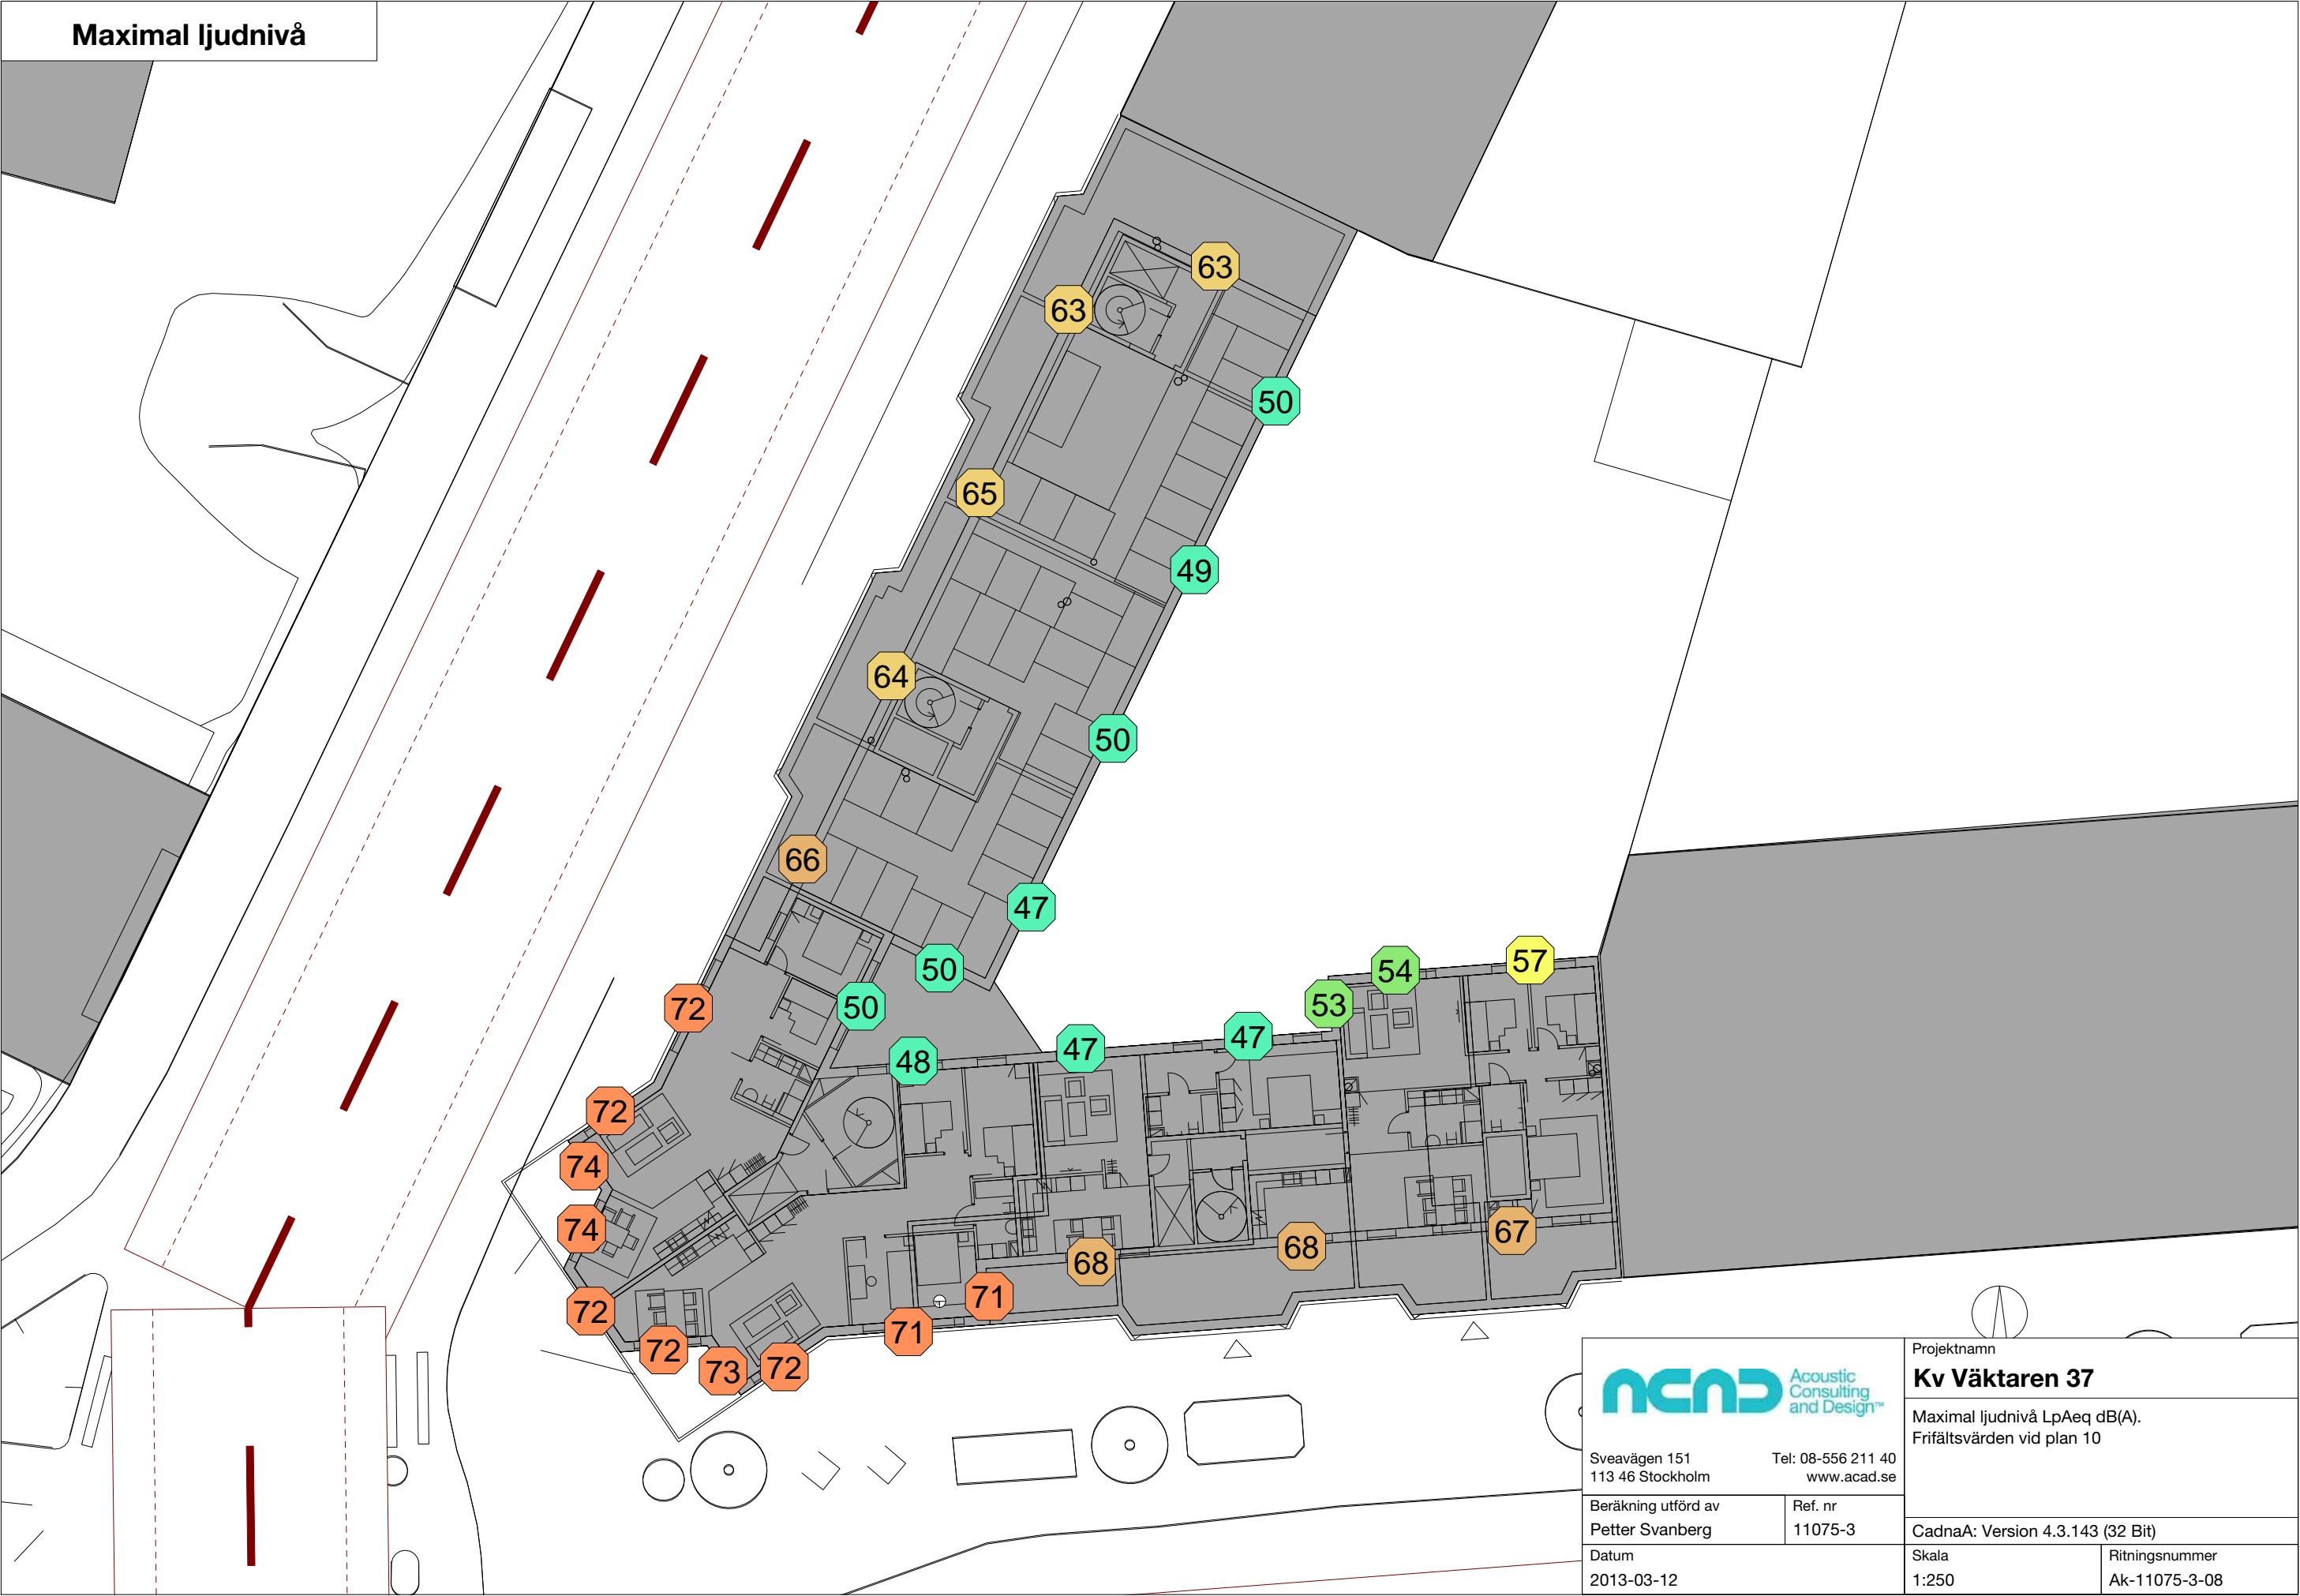 Maximal ljudnivå
63
63
50
65
49
64
50
66
47
50
50
72
57
54
53
47
47
48
72
74
74
67
68
68
71
72
71
72
72
73
Acoustic
Consulting
and Design™
Sveavägen 151 Tel: 08-556 211 40
113 46 Stockholm www.acad.se
Beräkning utförd av Ref. nr
Petter Svanberg 11075-3
Datum
2013-03-12
Projektnamn
Kv Väktaren 37
Maximal ljudnivå LpAeq dB(A).
Frifältsvärden vid plan 10
CadnaA: Version 4.3.143 (32 Bit)
Skala Ritningsnummer
1:250 Ak-11075-3-08